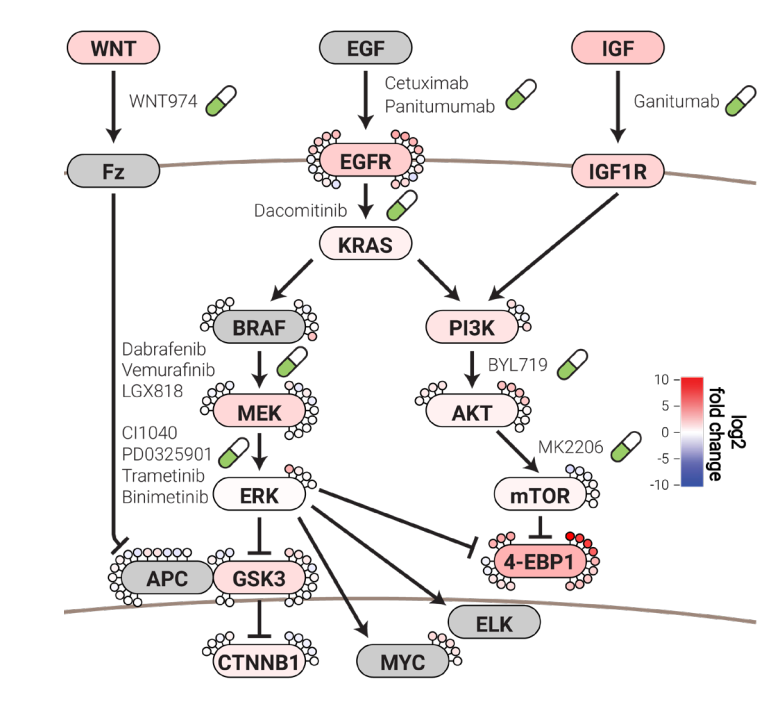 WNT
EGF
IGF
WNT974
Cetuximab
Panitumumab
Ganitumab
Fz
EGFR
IGF1R
Dacomitinib
KRAS
BRAF
PI3K
Dabrafenib
Vemurafinib
LGX818
BYL719
MEK
AKT
10
5
0
-5
-10
log2
fold change
CI1040
PD0325901
Trametinib
Binimetinib
MK2206
ERK
mTOR
4-EBP1
APC
GSK3
ELK
CTNNB1
MYC